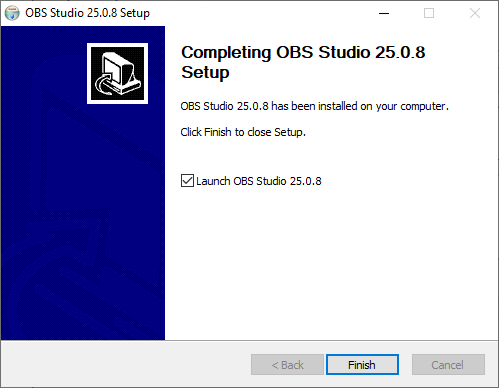 OBS Studio 25.0.8 Setup
Completing OBS Studio 25.0.8
Setup
OBS Studio 25.0.8 has been installed on your computer.
Click Finish to close Setup.
Launch OBS Studio 25.0.8
< Back
Finish
Cancel